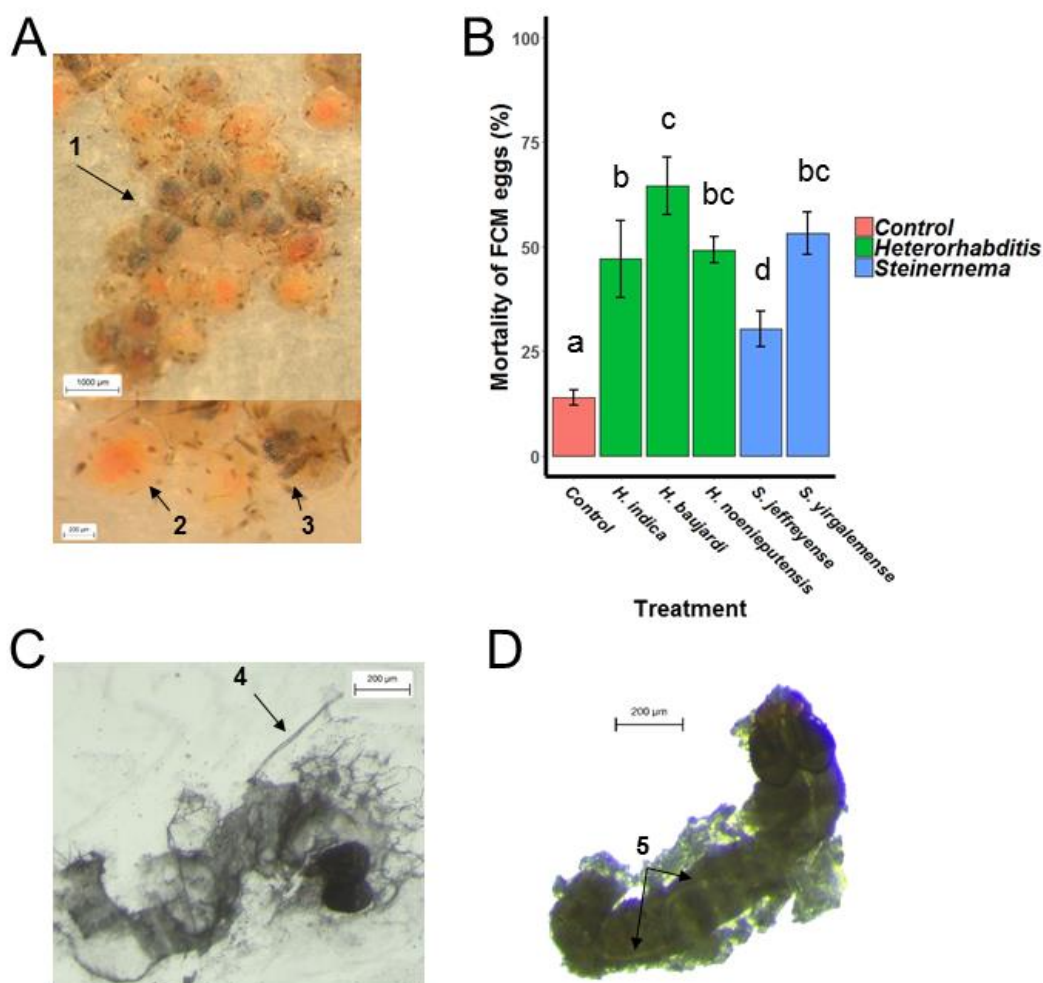 A
1
1000 µm
2
3
200 µm
B
Mortality of FCM eggs (%)
100
75
50
25
0
a
b
c
bc
d
bc
Control
Heterorhabditis
Steinernema
Control
H. indica
H. baujardi
H. noenieputensis
S. jeffreyense
S. yirgalemense
Treatment
C
4
200 µm
D
200 µm
5